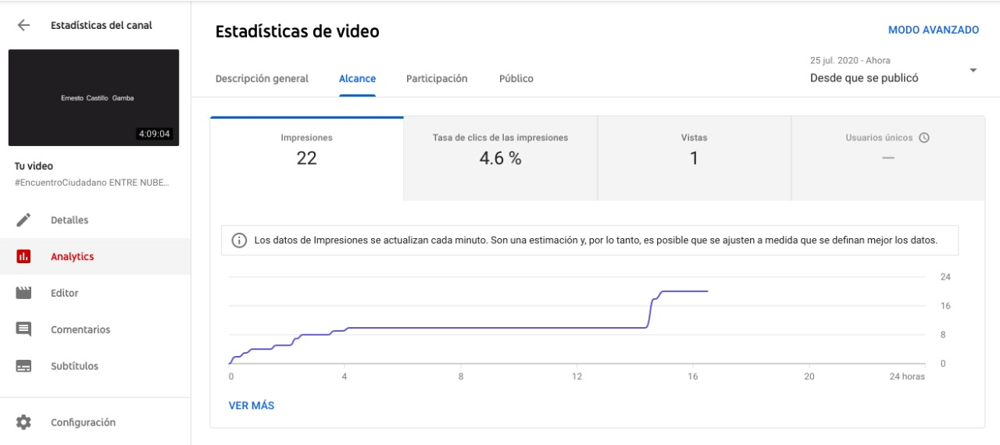 Estadísticas del canal
Ernesto Castillo Gamba
4:09:04
Tu video
#EncuentroCiudadano ENTRE NUBE...
Detalles
Analytics
Editor
Comentarios
Subtítulos
Configuración
Estadísticas de video
MODO AVANZADO
Descripción general
Alcance
Participación
Público
25 jul. 2020 - Ahora
Desde que se publicó
Impresiones
22
Tasa de clics de las impresiones
4.6 %
Vistas
1
Usuarios únicos
—
Los datos de Impresiones se actualizan cada minuto. Son una estimación y, por lo tanto, es posible que se ajusten a medida que se definan mejor los datos.
24
16
8
0
0 4 8 12 16 20 24 horas
VER MÁS